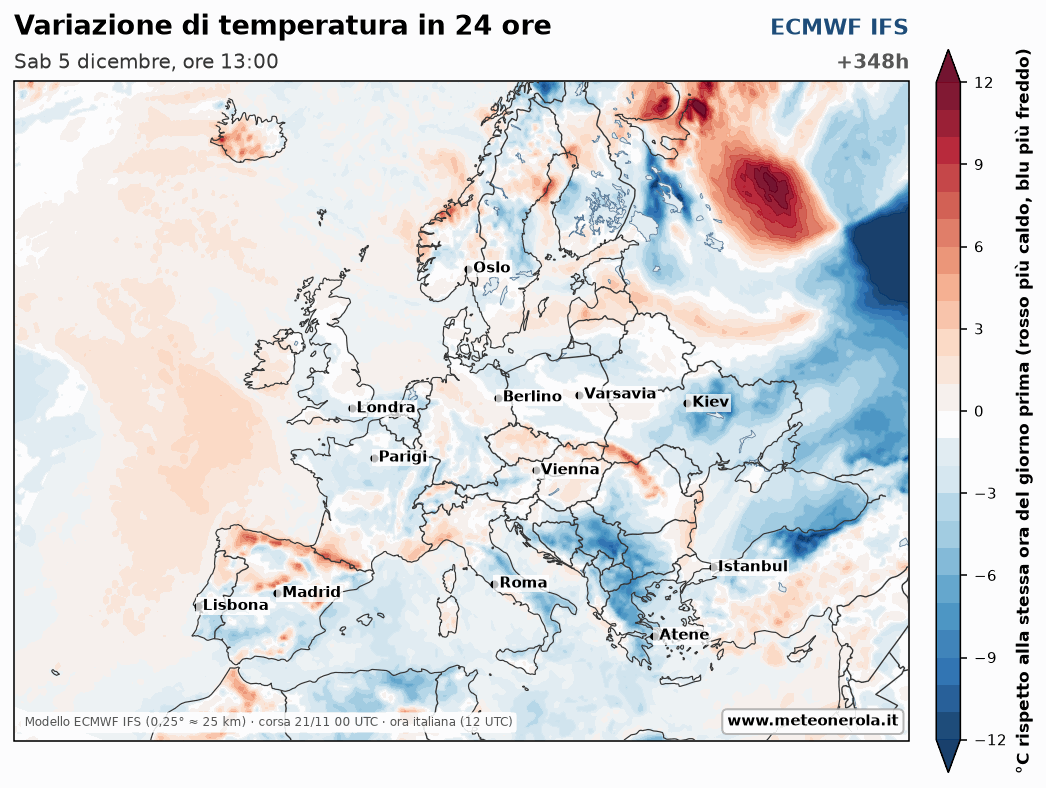 Variazione di temperatura in 24 ore
ECMWF IFS
Sab 5 dicembre, ore 13:00
+348h
Oslo
Londra
Berlino
Varsavia
Kiev
Parigi
Vienna
Istanbul
Roma
Madrid
Lisbona
Atene
Modello ECMWF IFS (0,25° ≈ 25 km) · corsa 21/11 00 UTC · ora italiana (12 UTC)
www.meteonerola.it
12
9
6
3
0
−3
−6
−9
−12
°C rispetto alla stessa ora del giorno prima (rosso più caldo, blu più freddo)